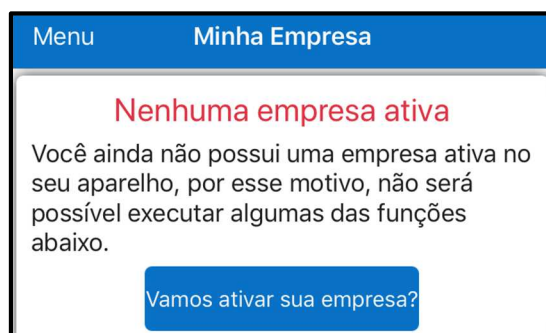 Menu Minha Empresa
Nenhuma empresa ativa
Você ainda não possui uma empresa ativa no
seu aparelho, por esse motivo, não será
possível executar algumas das funções
abaixo.
Vamos ativar sua empresa?